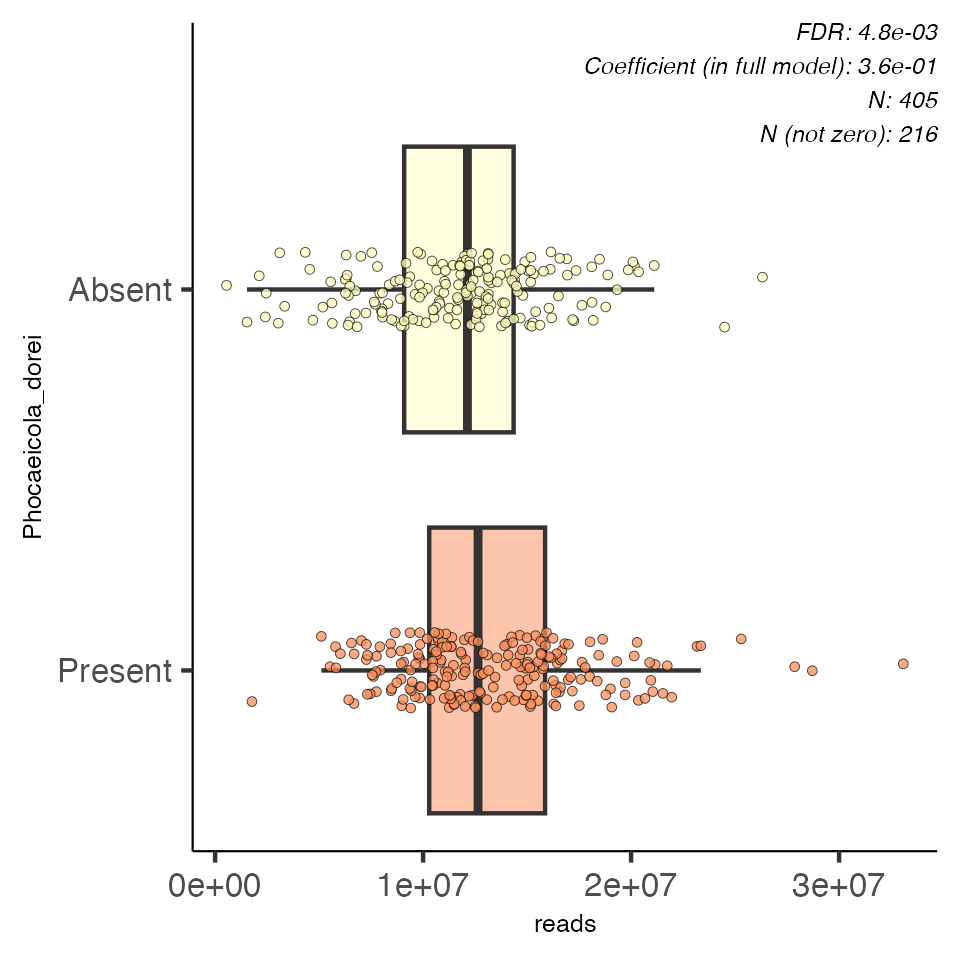 FDR: 4.8e-03
Coefficient (in full model): 3.6e-01
N: 405
N (not zero): 216
Absent
Phocaeicola_dorei
Present
0e+00 1e+07 2e+07 3e+07
reads